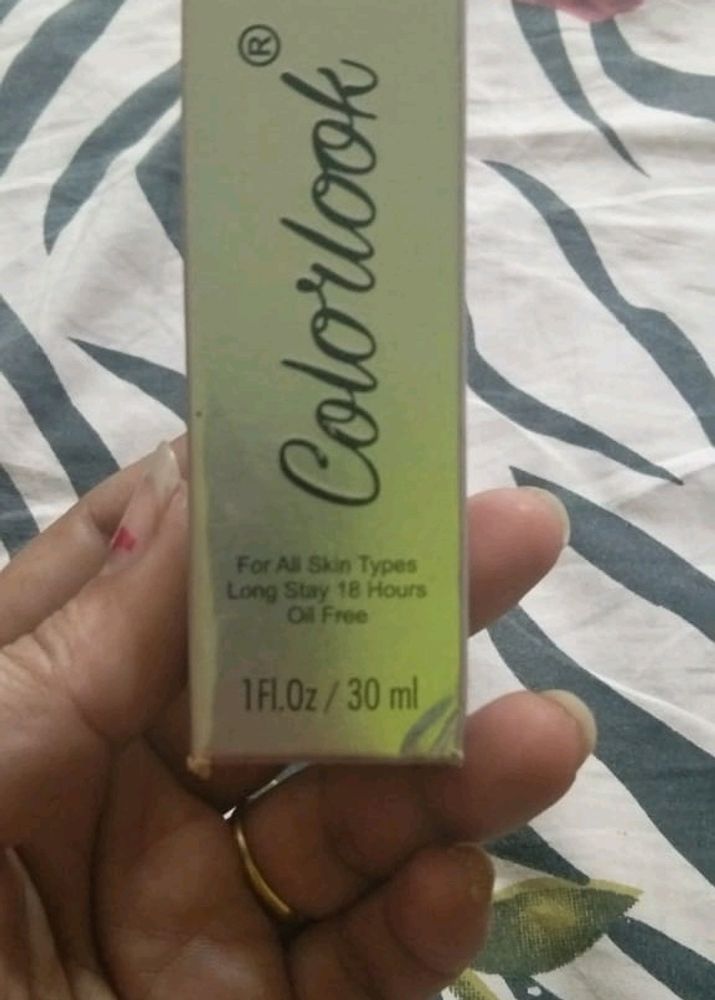 Colorlook®
For All Skin Types
Long Stay 18 Hours
Oil Free
1Fl.Oz / 30 ml